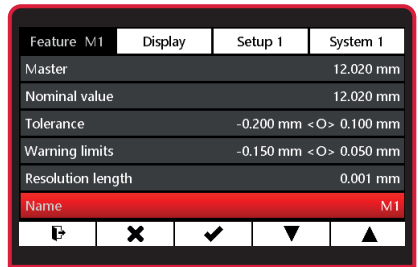 Feature M1 Display Setup 1 System 1
Master 12.020 mm
Nominal value 12.020 mm
Tolerance -0.200 mm <O> 0.100 mm
Warning limits -0.150 mm <O> 0.050 mm
Resolution length 0.001 mm
Name M1